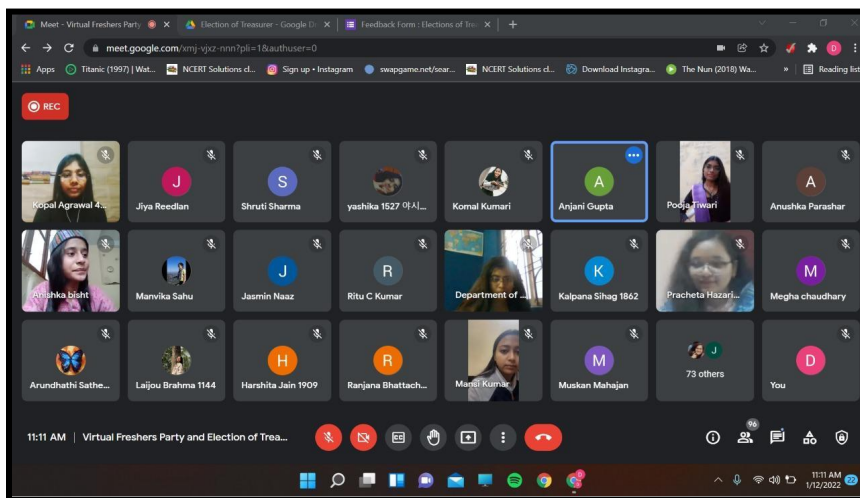 Meet - Virtual Freshers Party
Election of Treasurer - Google Do
Feedback Form : Elections of Tre
meet.google.com/xmj-vjxz-nnn?pli=1&authuser=0
D
Apps Titanic (1997) | Wat... NCERT Solutions cl... Sign up • Instagram swapgame.net/sear... NCERT Solutions cl... Download Instagra... The Nun (2018) Wa... » Reading list
REC
Kopal Agrawal 4...
J
Jiya Reedlan
S
Shruti Sharma
yashika 1527 야시...
Komal Kumari
A
Anjani Gupta
Pooja Tiwari
A
Anushka Parashar
Anishka bisht
Manvika Sahu
J
Jasmin Naaz
R
Ritu C Kumar
Department of ...
K
Kalpana Sihag 1862
Pracheta Hazari...
M
Megha chaudhary
Arundhathi Sathe...
Laijou Brahma 1144
H
Harshita Jain 1909
R
Ranjana Bhattach...
Mansi Kumar
M
Muskan Mahajan
J
73 others
D
You
11:11 AM | Virtual Freshers Party and Election of Trea...
CC
96
11:11 AM
1/12/2022
22